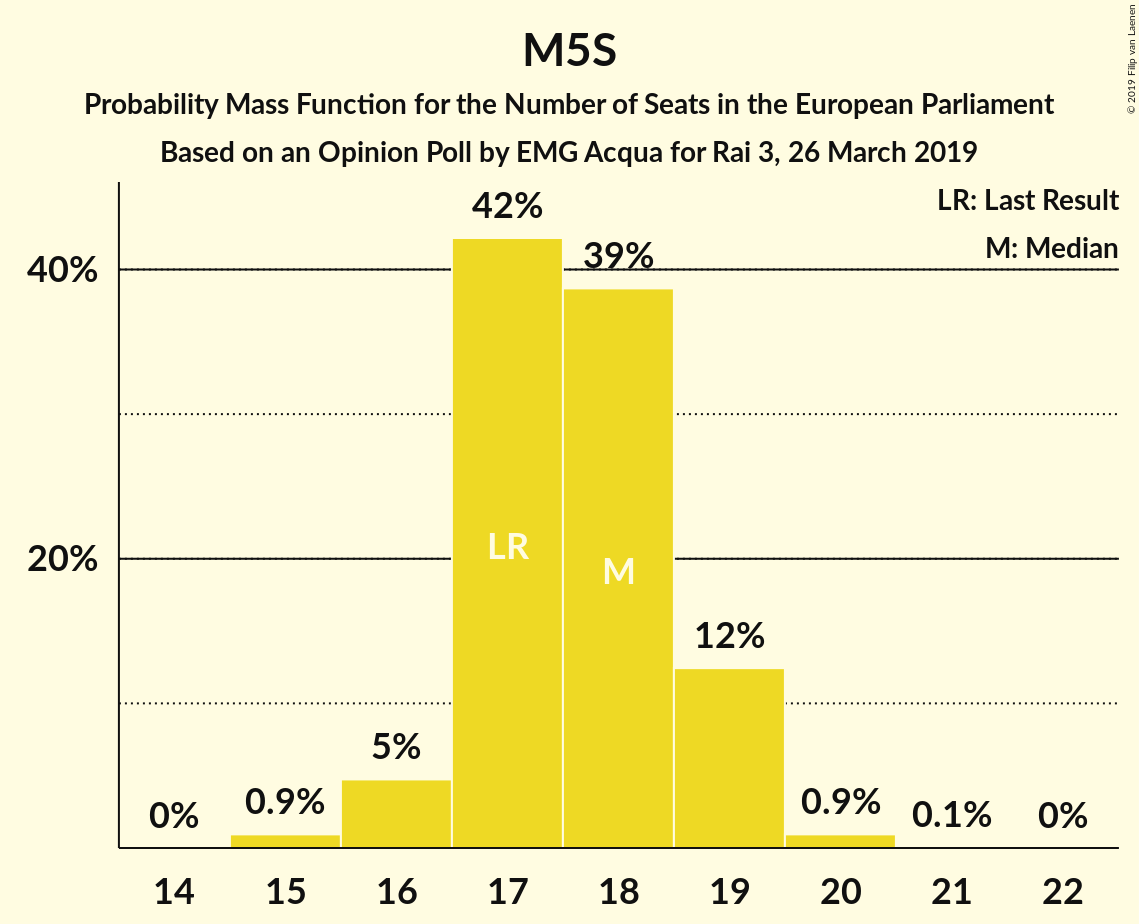 M5S
Probability Mass Function for the Number of Seats in the European Parliament
Based on an Opinion Poll by EMG Acqua for Rai 3, 26 March 2019
© 2019 Filip van Laenen
LR: Last Result
M: Median
40%
20%
0%
0.9%
5%
42%
39%
12%
0.9%
0.1%
0%
LR
M
14 15 16 17 18 19 20 21 22